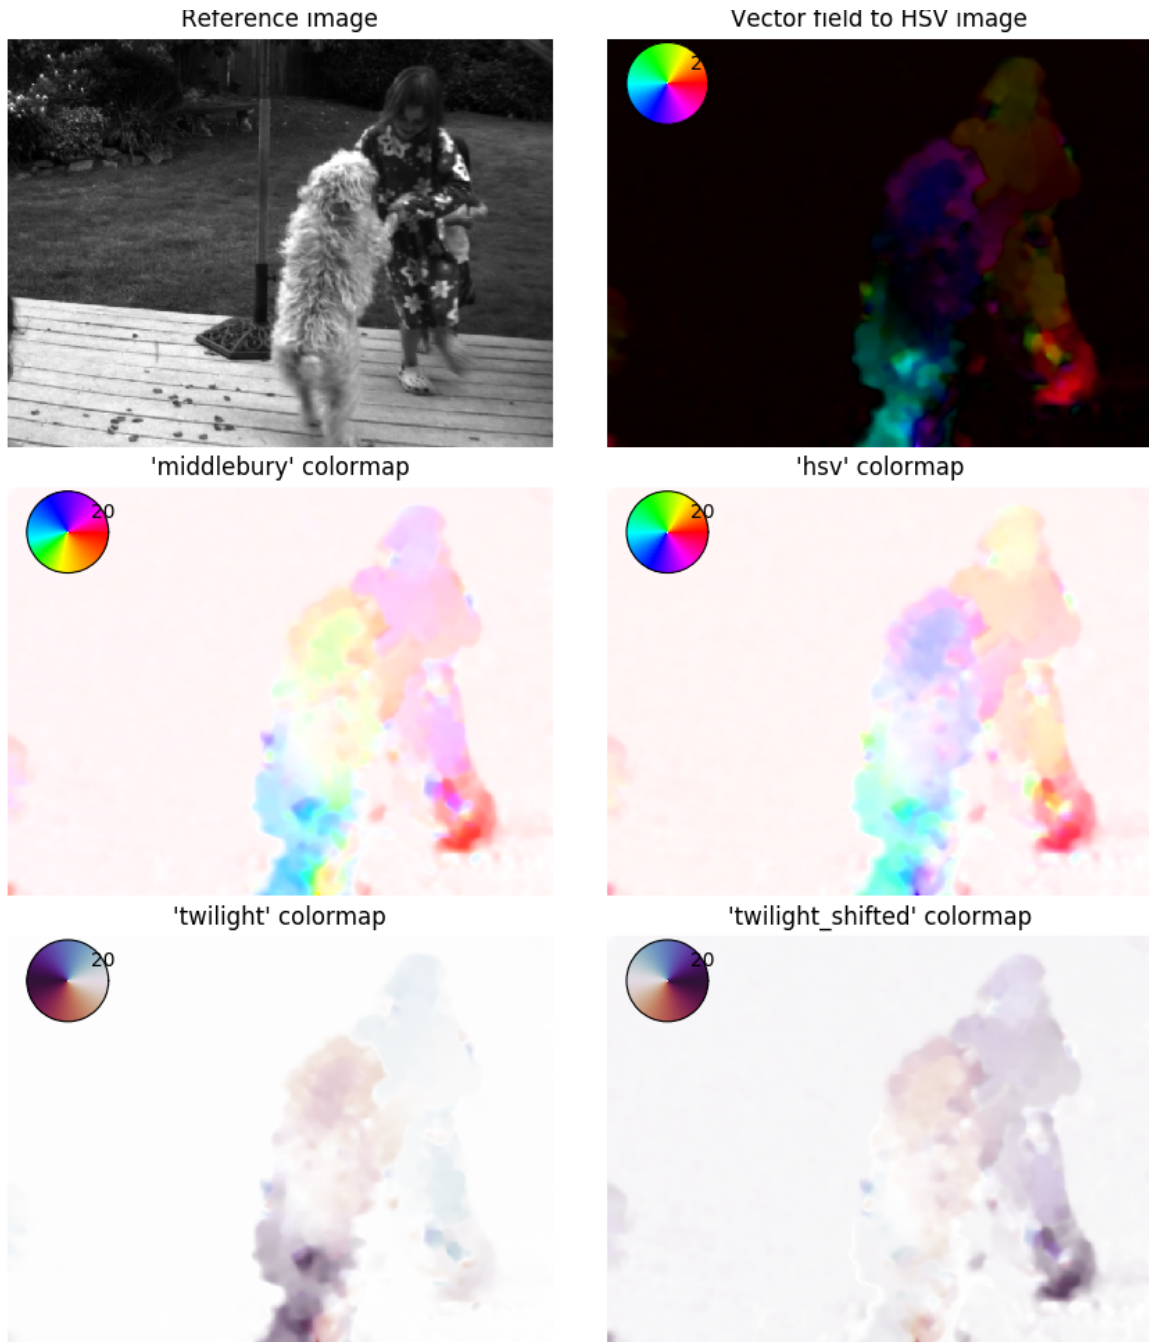 Reference image
Vector field to HSV image
2
'middlebury' colormap
'hsv' colormap
20
20
'twilight' colormap
'twilight_shifted' colormap
20
20